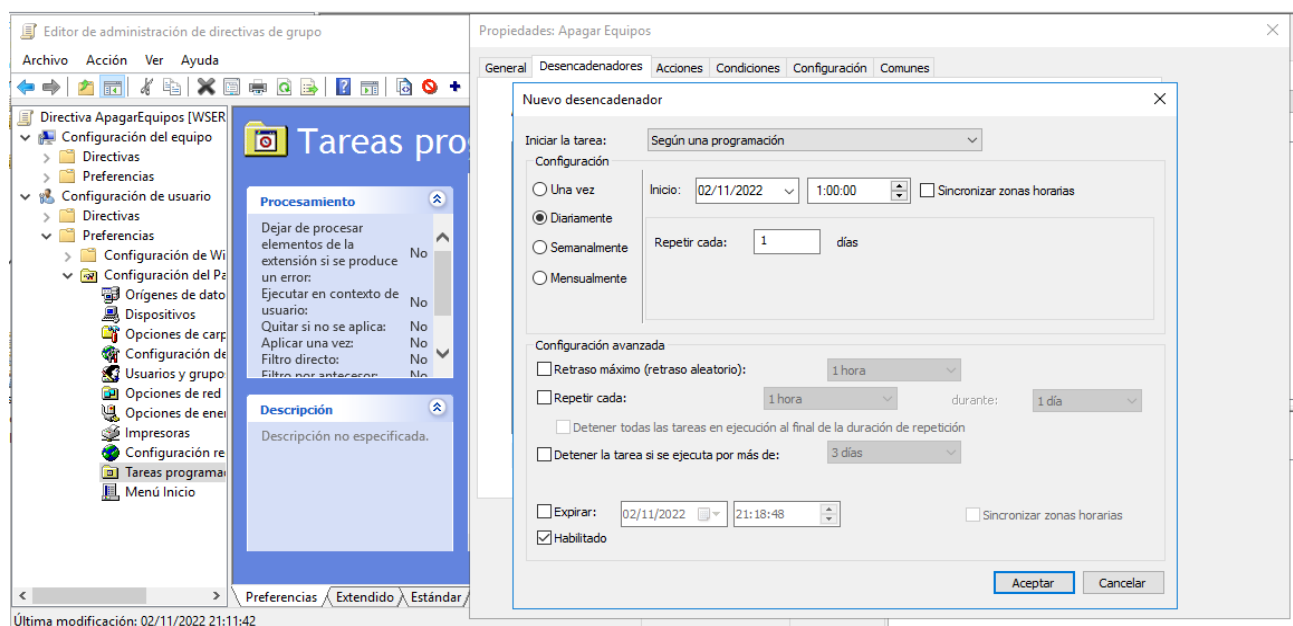 Editor de administración de directivas de grupo
Archivo Acción Ver Ayuda
Directiva ApagarEquipos [WSER
Configuración del equipo
Directivas
Preferencias
Configuración de usuario
Directivas
Preferencias
Configuración de Wi
Configuración del Pa
Orígenes de dato
Dispositivos
Opciones de carp
Configuración de
Usuarios y grupo
Opciones de red
Opciones de ener
Impresoras
Configuración re
Tareas programa
Menú Inicio
Tareas pro
Procesamiento
Dejar de procesar
elementos de la
extensión si se produce No
un error:
Ejecutar en contexto de
usuario: No
Quitar si no se aplica: No
Aplicar una vez: No
Filtro directo: No
Filtro por antecesor: No
Descripción
Descripción no especificada.
Preferencias Extendido Estándar
Última modificación: 02/11/2022 21:11:42
Propiedades: Apagar Equipos
General Desencadenadores Acciones Condiciones Configuración Comunes
Nuevo desencadenador
Iniciar la tarea: Según una programación
Configuración
Una vez
Diariamente
Semanalmente
Mensualmente
Inicio: 02/11/2022 1:00:00 Sincronizar zonas horarias
Repetir cada: 1 días
Configuración avanzada
Retraso máximo (retraso aleatorio): 1 hora
Repetir cada: 1 hora durante: 1 día
Detener todas las tareas en ejecución al final de la duración de repetición
Detener la tarea si se ejecuta por más de: 3 días
Expirar: 02/11/2022 21:18:48 Sincronizar zonas horarias
Habilitado
Aceptar Cancelar